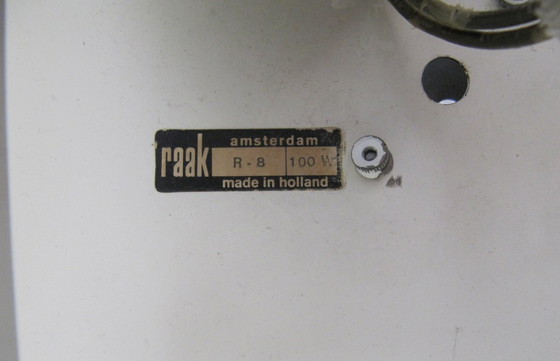 amsterdam
raak R-8 100 W
made in holland